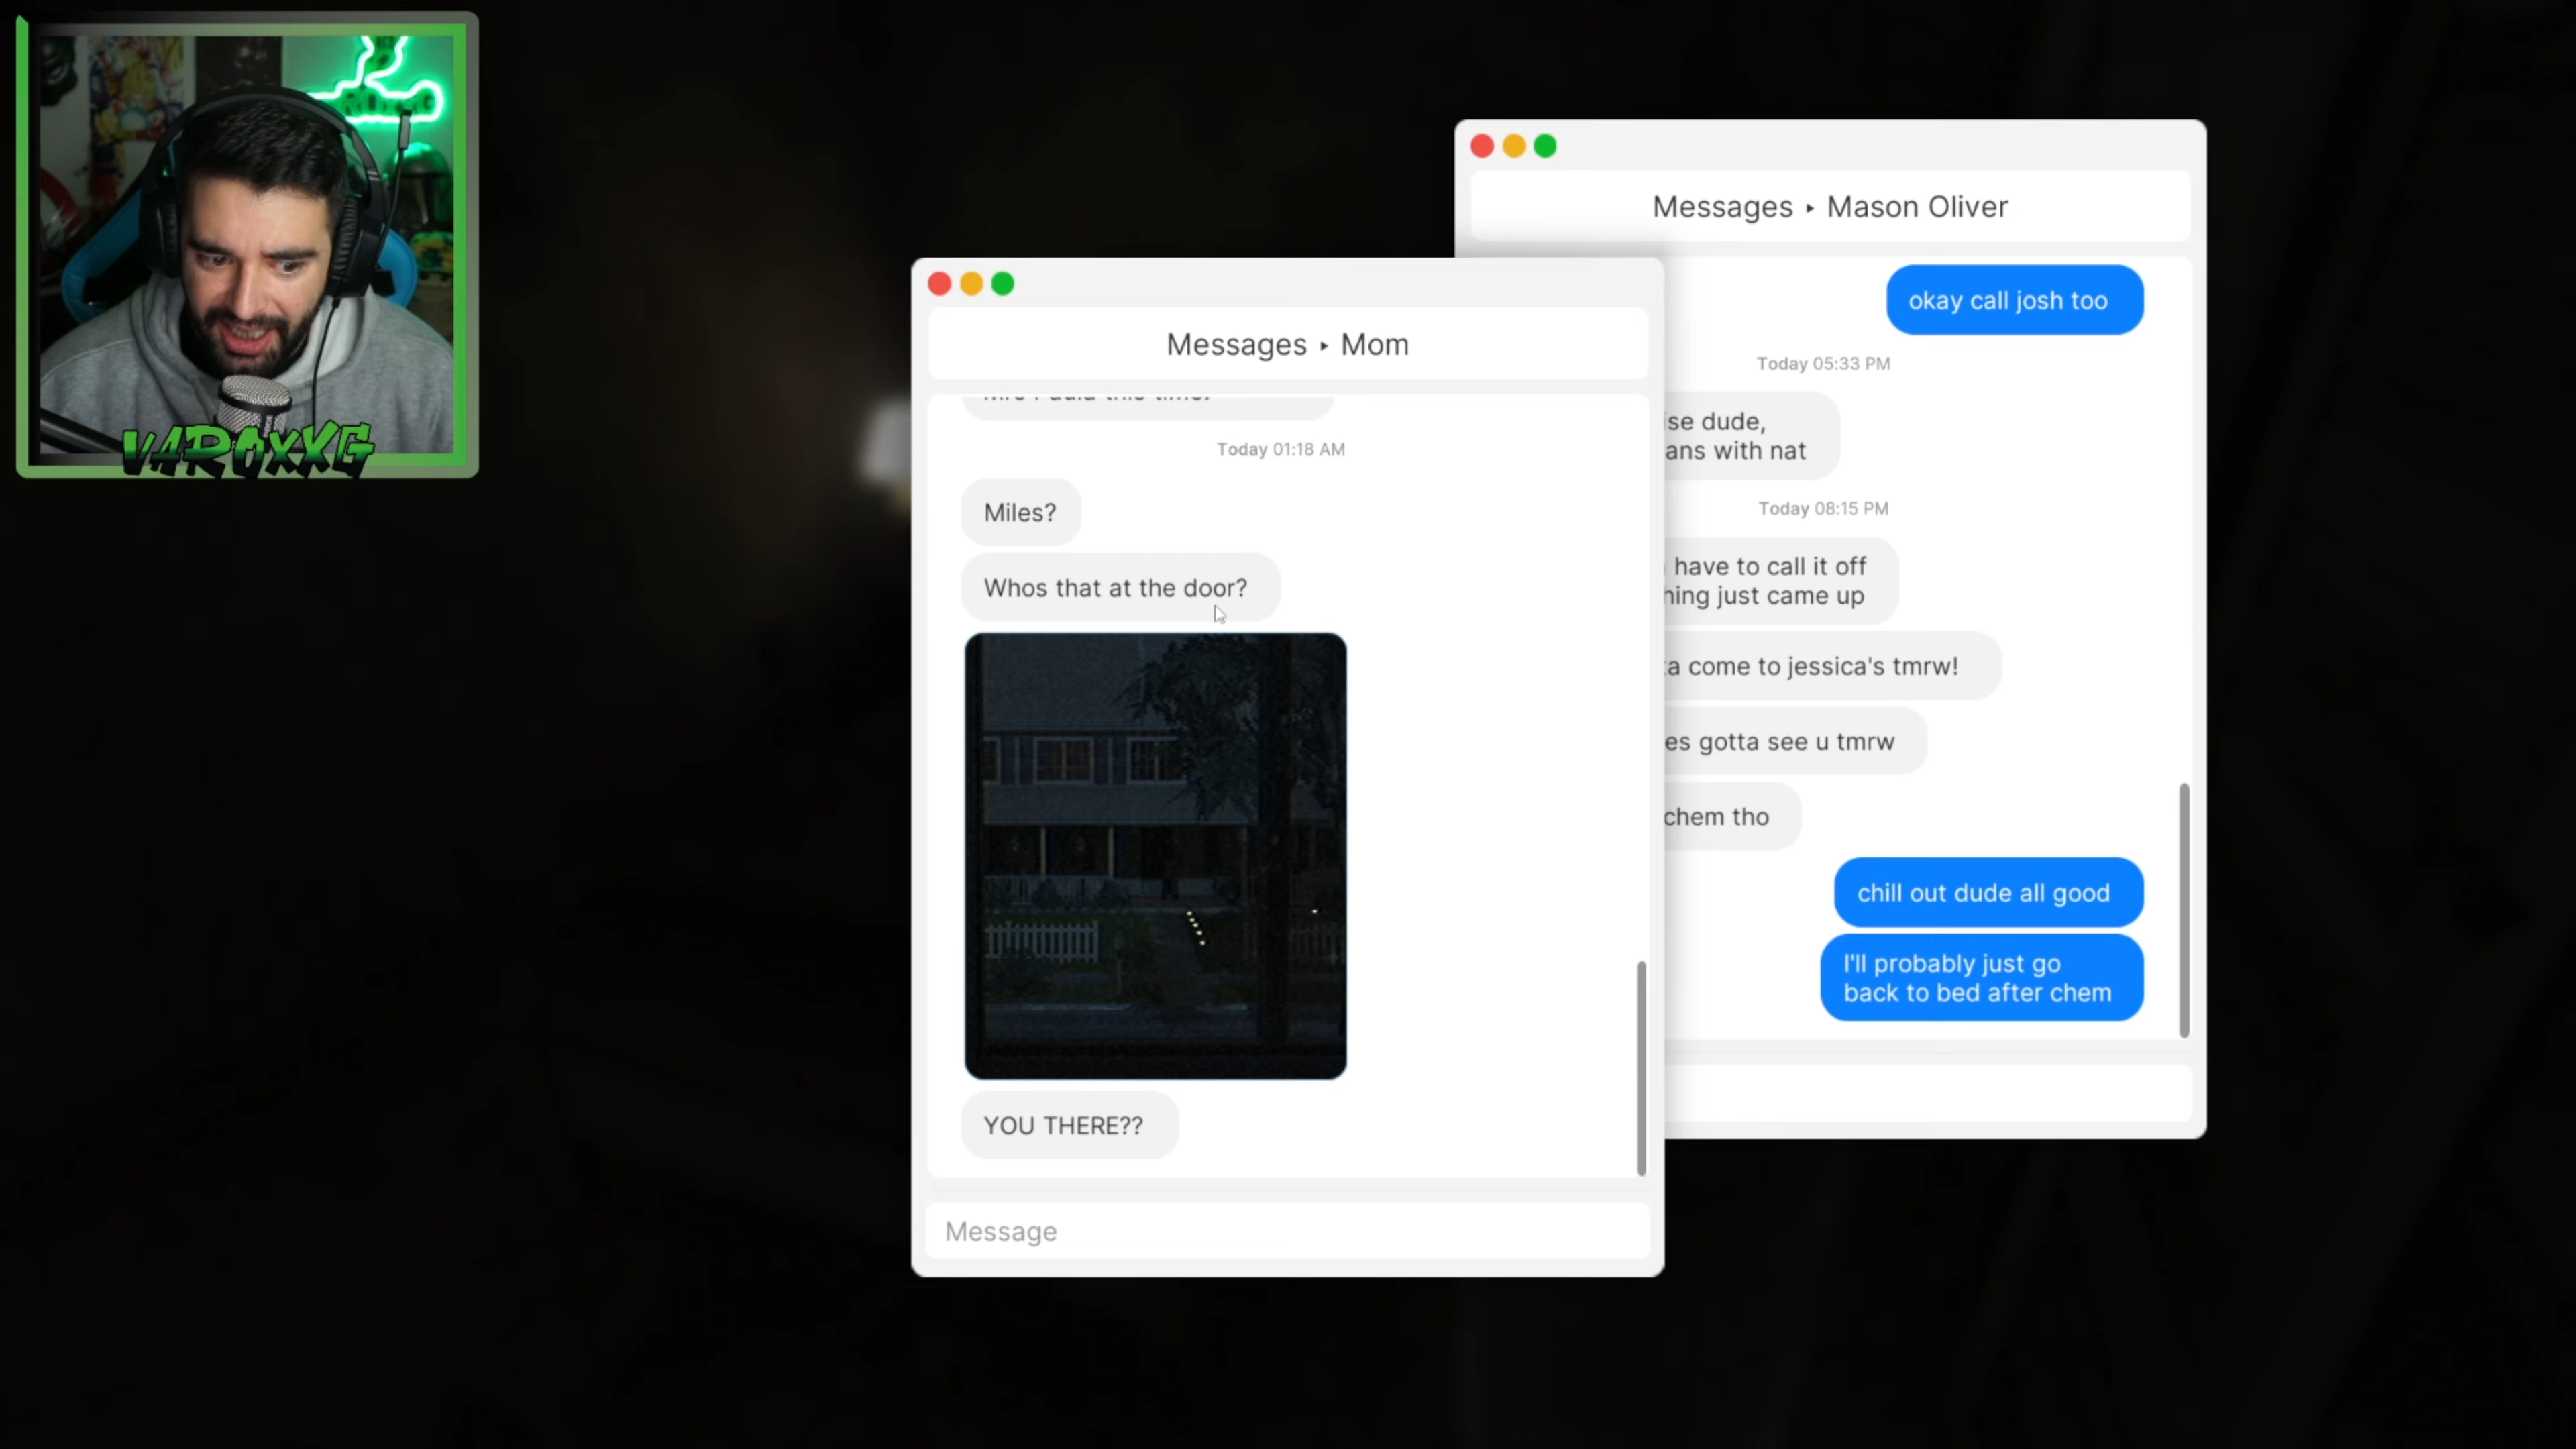 VAROXXG
Messages ▸ Mason Oliver
okay call josh too
Today 05:33 PM
ise dude,
ans with nat
Today 08:15 PM
have to call it off
hing just came up
ta come to jessica's tmrw!
es gotta see u tmrw
chem tho
chill out dude all good
I'll probably just go
back to bed after chem
Messages ▸ Mom
this time.
Today 01:18 AM
Miles?
Whos that at the door?
YOU THERE??
Message